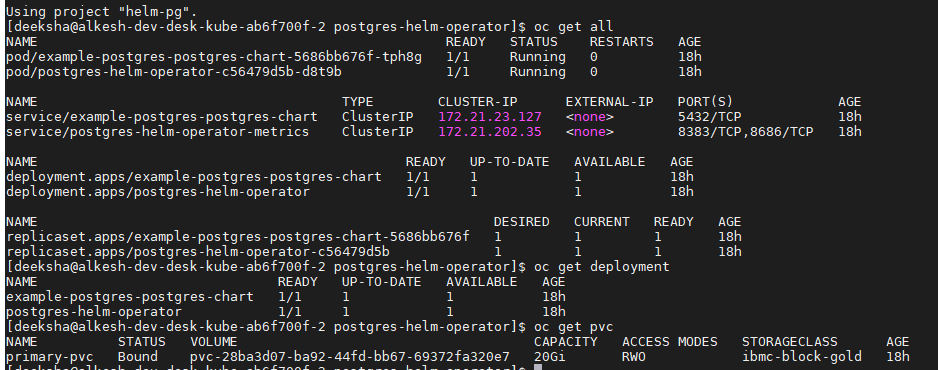 Using project "helm-pg".
[deeksha@alkesh-dev-desk-kube-ab6f700f-2 postgres-helm-operator]$ oc get all
NAME READY STATUS RESTARTS AGE
pod/example-postgres-postgres-chart-5686bb676f-tph8g 1/1 Running 0 18h
pod/postgres-helm-operator-c56479d5b-d8t9b 1/1 Running 0 18h
NAME TYPE CLUSTER-IP EXTERNAL-IP PORT(S) AGE
service/example-postgres-postgres-chart ClusterIP 172.21.23.127 <none> 5432/TCP 18h
service/postgres-helm-operator-metrics ClusterIP 172.21.202.35 <none> 8383/TCP,8686/TCP 18h
NAME READY UP-TO-DATE AVAILABLE AGE
deployment.apps/example-postgres-postgres-chart 1/1 1 1 18h
deployment.apps/postgres-helm-operator 1/1 1 1 18h
NAME DESIRED CURRENT READY AGE
replicaset.apps/example-postgres-postgres-chart-5686bb676f 1 1 1 18h
replicaset.apps/postgres-helm-operator-c56479d5b 1 1 1 18h
[deeksha@alkesh-dev-desk-kube-ab6f700f-2 postgres-helm-operator]$ oc get deployment
NAME READY UP-TO-DATE AVAILABLE AGE
example-postgres-postgres-chart 1/1 1 1 18h
postgres-helm-operator 1/1 1 1 18h
[deeksha@alkesh-dev-desk-kube-ab6f700f-2 postgres-helm-operator]$ oc get pvc
NAME STATUS VOLUME CAPACITY ACCESS MODES STORAGECLASS AGE
primary-pvc Bound pvc-28ba3d07-ba92-44fd-bb67-69372fa320e7 20Gi RWO ibmc-block-gold 18h
[deeksha@alkesh-dev-desk-kube-ab6f700f-2 postgres-helm-operator]$